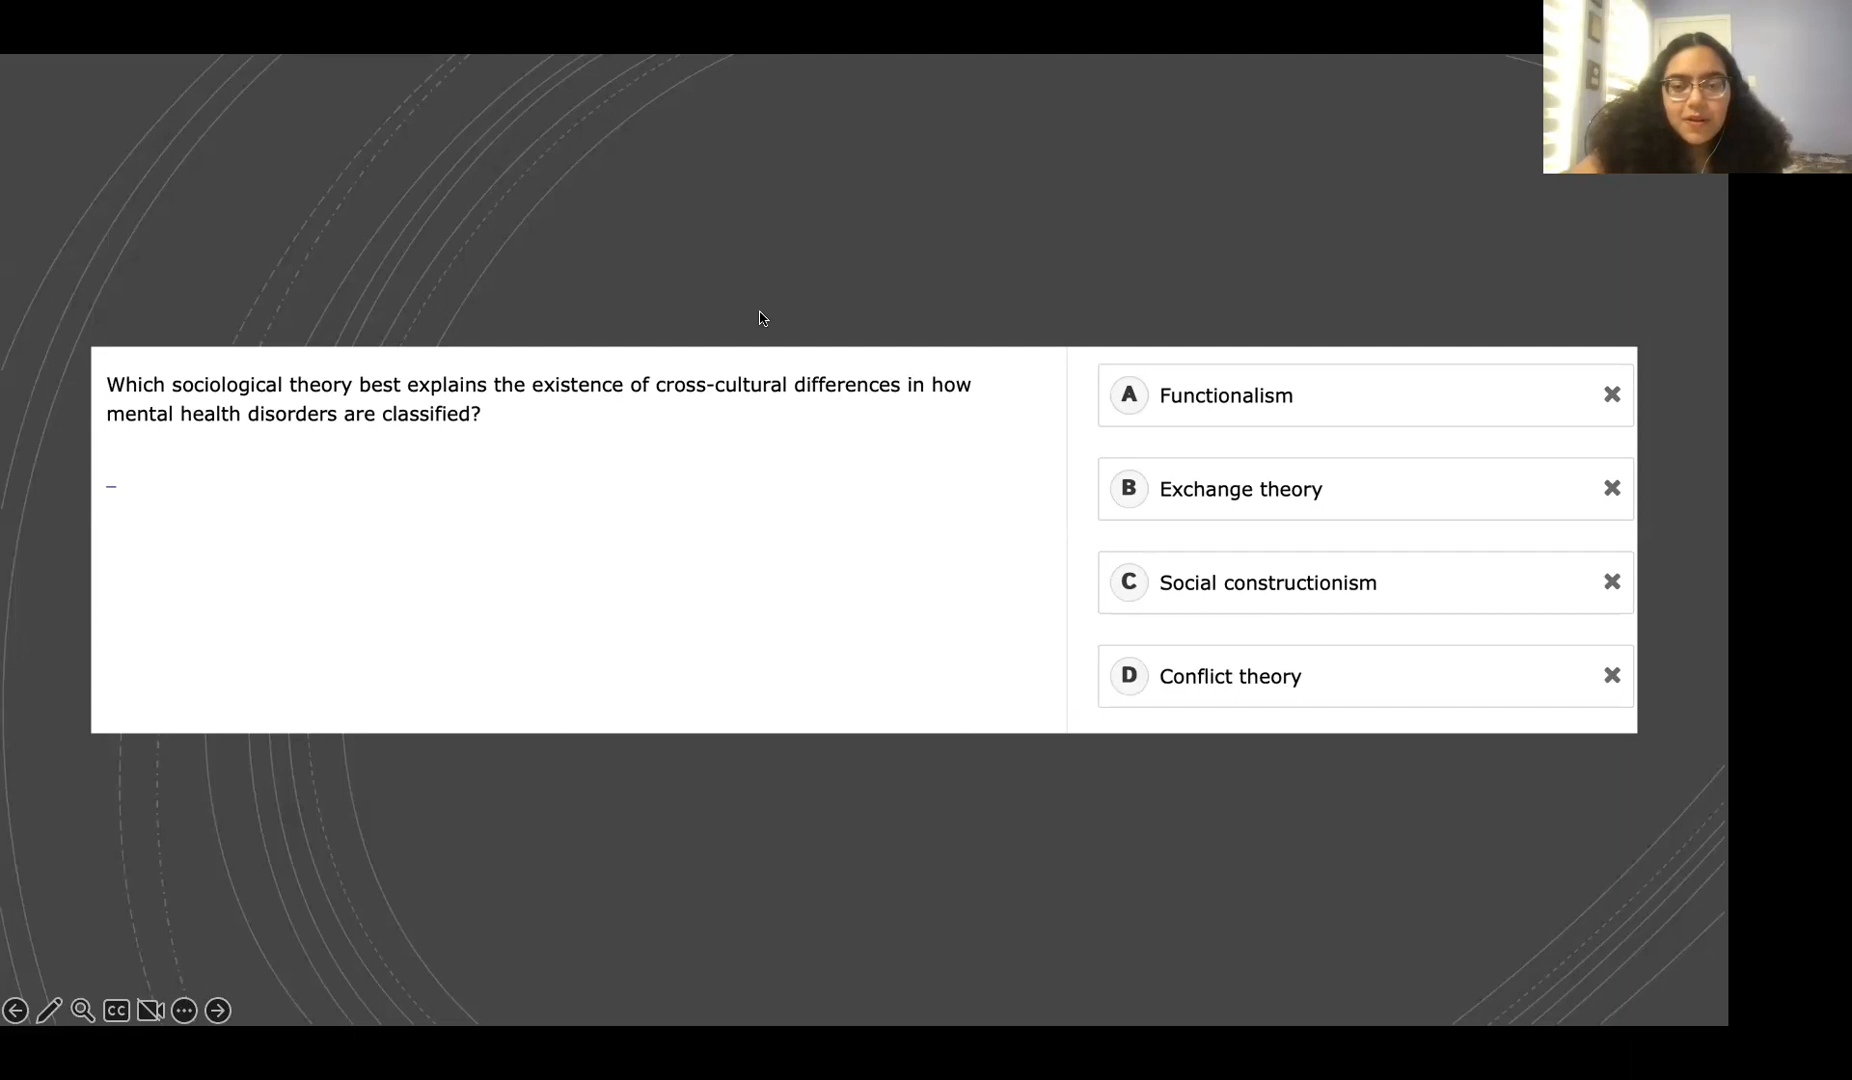 Which sociological theory best explains the existence of cross-cultural differences in how
mental health disorders are classified?
A Functionalism
B Exchange theory
C Social constructionism
D Conflict theory
CC